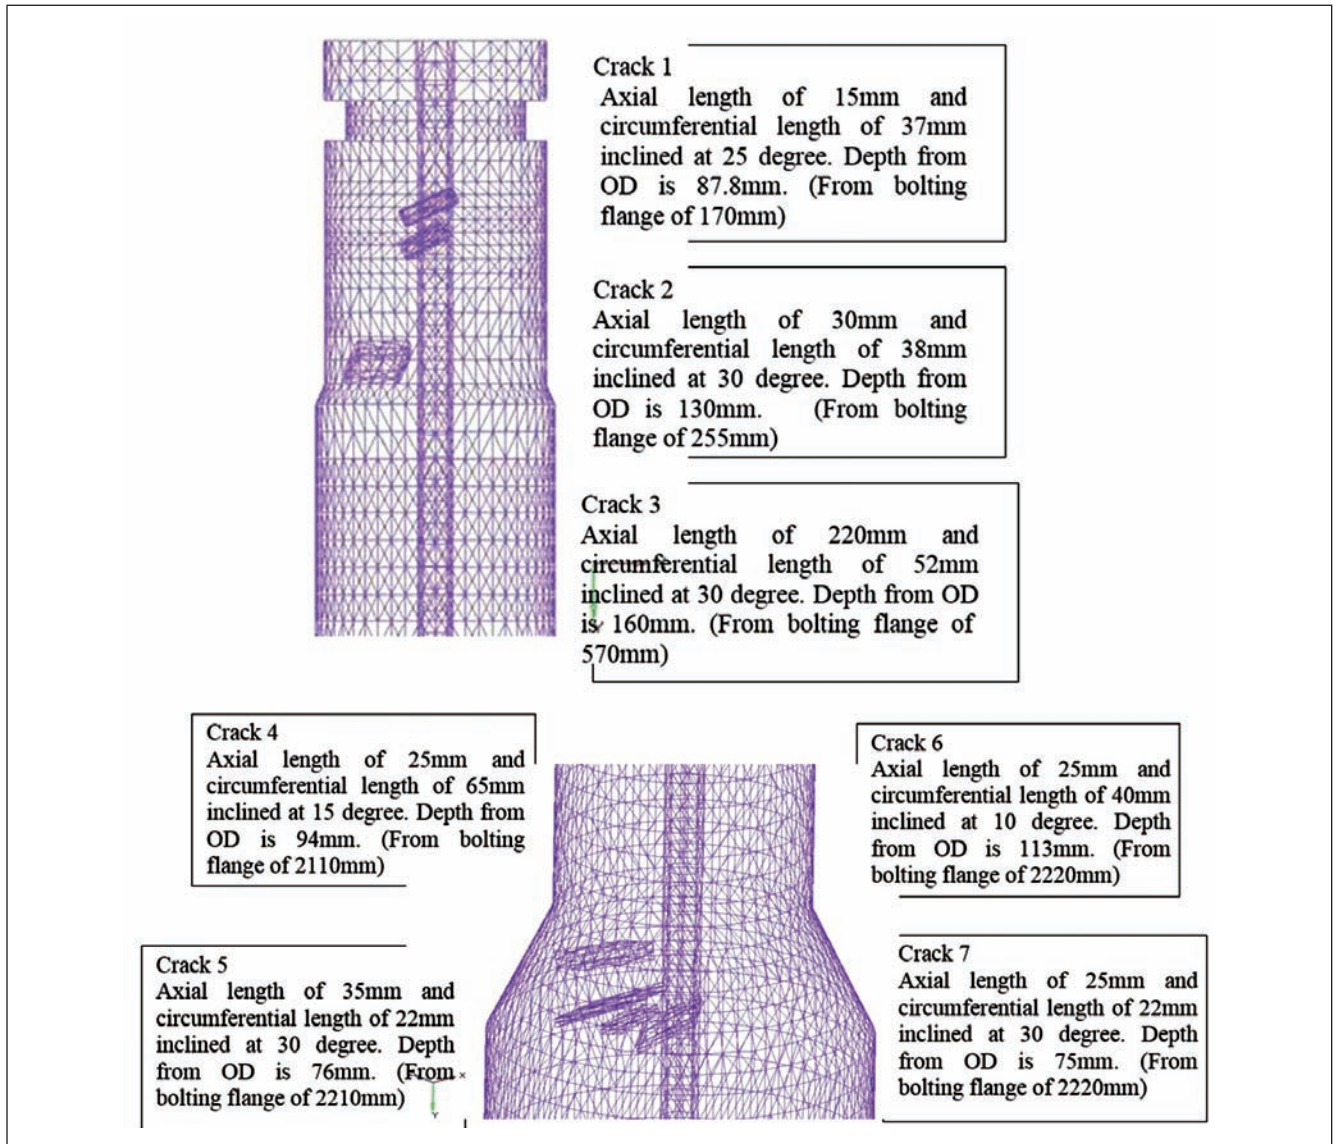 Crack 1
Axial length of 15mm and
circumferential length of 37mm
inclined at 25 degree. Depth from
OD is 87.8mm. (From bolting
flange of 170mm)
Crack 2
Axial length of 30mm and
circumferential length of 38mm
inclined at 30 degree. Depth from
OD is 130mm. (From bolting
flange of 255mm)
Crack 3
Axial length of 220mm and
circumferential length of 52mm
inclined at 30 degree. Depth from OD
is 160mm. (From bolting flange of
570mm)
Crack 4
Axial length of 25mm and
circumferential length of 65mm
inclined at 15 degree. Depth from
OD is 94mm. (From bolting
flange of 2110mm)
Crack 6
Axial length of 25mm and
circumferential length of 40mm
inclined at 10 degree. Depth
from OD is 113mm. (From
bolting flange of 2220mm)
Crack 5
Axial length of 35mm and
circumferential length of 22mm
inclined at 30 degree. Depth
from OD is 76mm. (From
bolting flange of 2210mm)
X
Y
Crack 7
Axial length of 25mm and
circumferential length of 22mm
inclined at 30 degree. Depth
from OD is 75mm. (From
bolting flange of 2220mm)